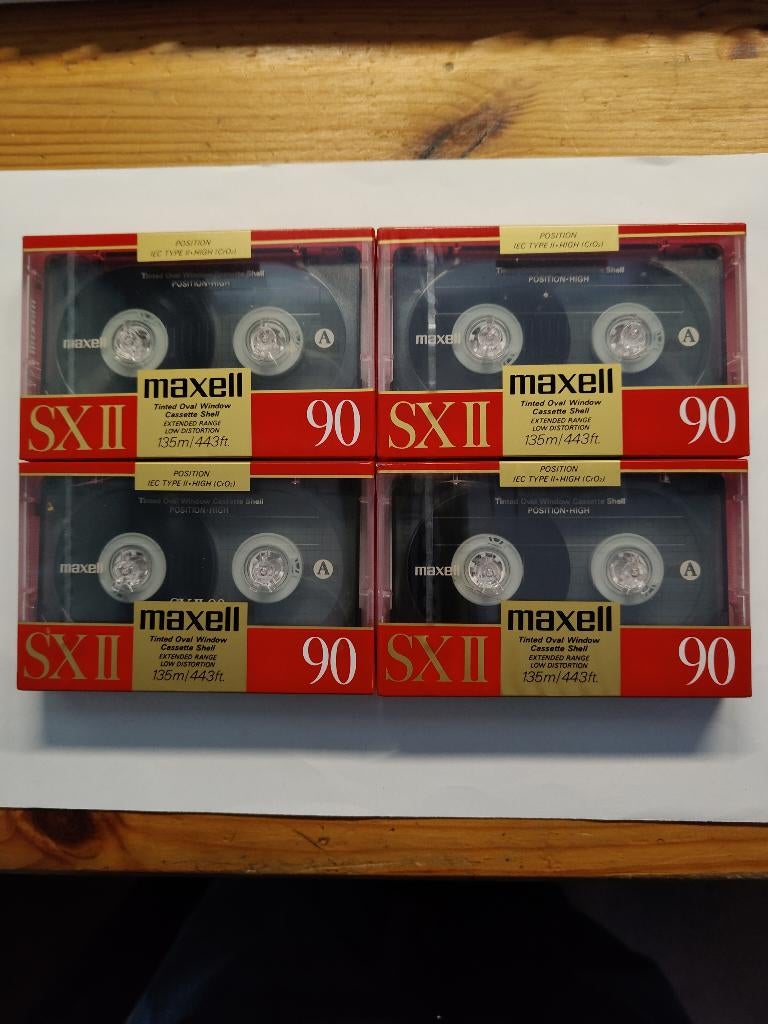 POSITION
IEC TYPE II•HIGH (CrO₂)
Tinted Oval Window Cassette Shell
POSITION•HIGH
maxell
A
maxell
Tinted Oval Window
Cassette Shell
EXTENDED RANGE
LOW DISTORTION
135m/443ft.
SX II
90
POSITION
IEC TYPE II•HIGH (CrO₂)
Tinted Oval Window Cassette Shell
POSITION•HIGH
maxell
A
maxell
Tinted Oval Window
Cassette Shell
EXTENDED RANGE
LOW DISTORTION
135m/443ft.
SX II
90
POSITION
IEC TYPE II•HIGH (CrO₂)
Tinted Oval Window Cassette Shell
POSITION•HIGH
maxell
A
maxell
Tinted Oval Window
Cassette Shell
EXTENDED RANGE
LOW DISTORTION
135m/443ft.
SX II
90
POSITION
IEC TYPE II•HIGH (CrO₂)
Tinted Oval Window Cassette Shell
POSITION•HIGH
maxell
A
maxell
Tinted Oval Window
Cassette Shell
EXTENDED RANGE
LOW DISTORTION
135m/443ft.
SX II
90